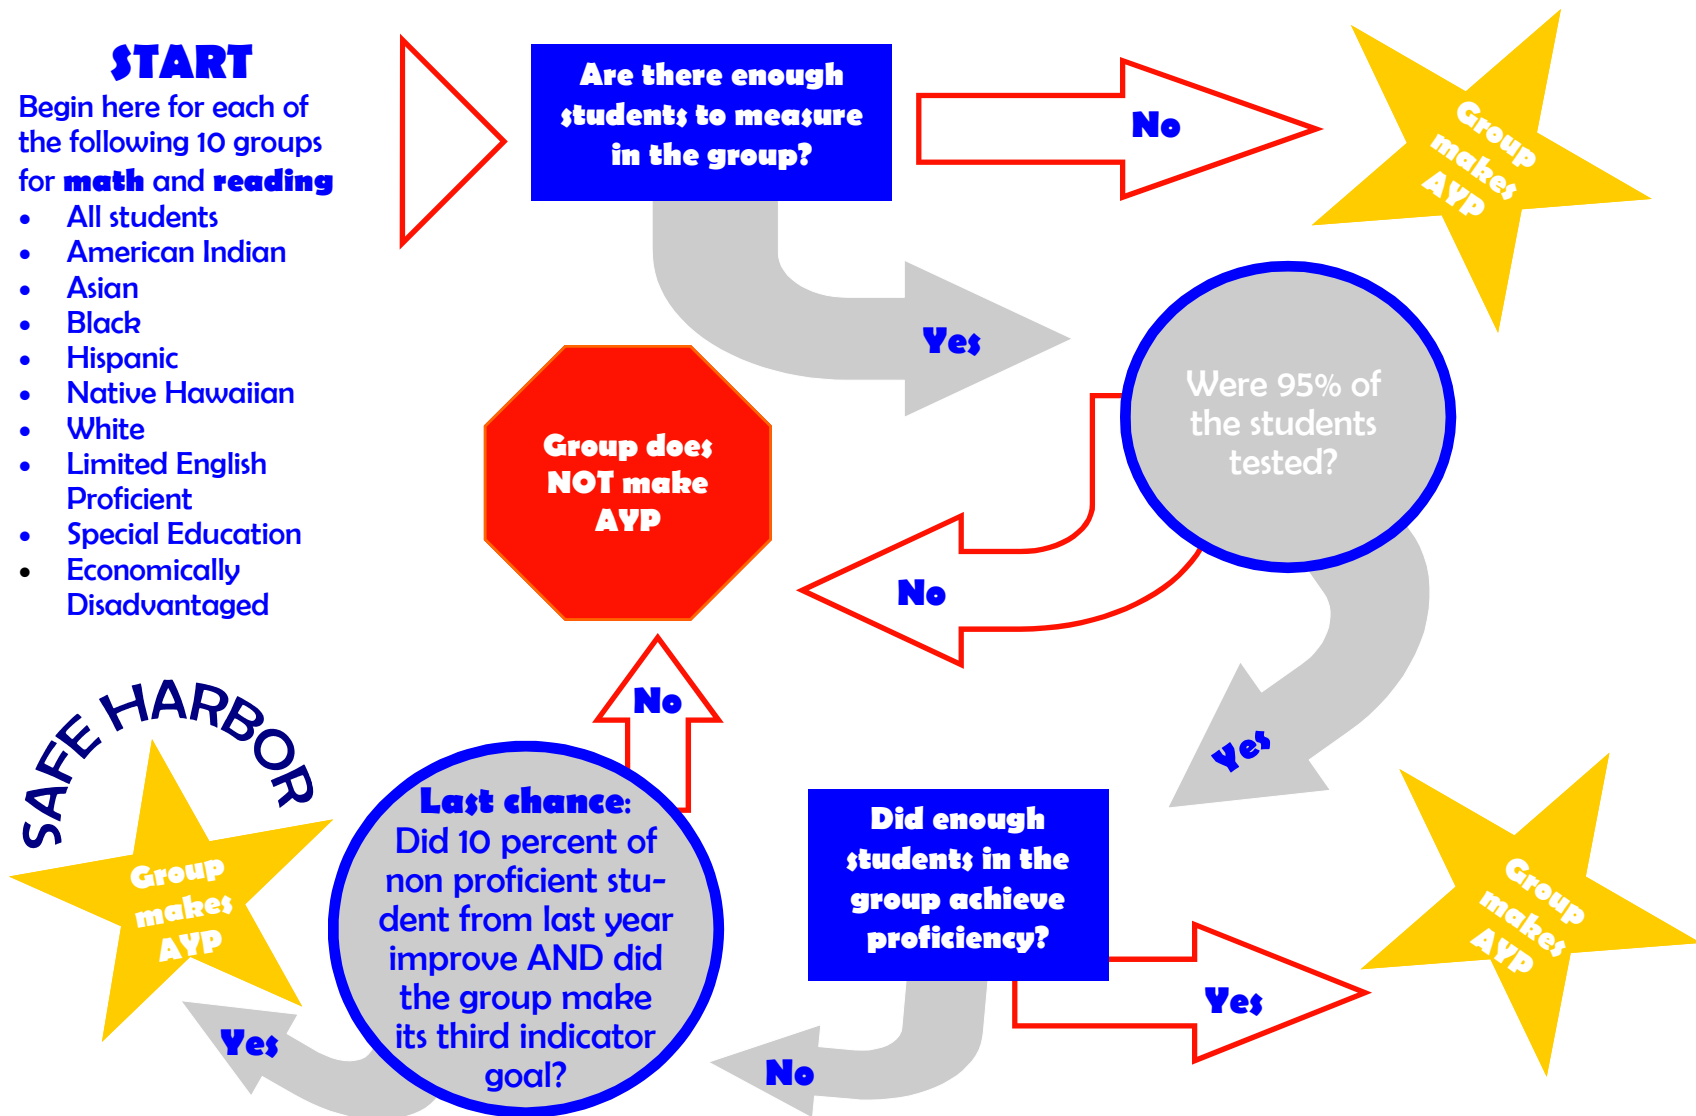 START
Begin here for each of
the following 10 groups
for math and reading
• All students
• American Indian
• Asian
• Black
• Hispanic
• Native Hawaiian
• White
• Limited English
Proficient
• Special Education
• Economically
Disadvantaged
Are there enough
students to measure
in the group?
No
Group
makes
AYP
Yes
Were 95% of
the students
tested?
No
Group does
NOT make
AYP
Yes
Did enough
students in the
group achieve
proficiency?
Yes
Group
makes
AYP
No
Last chance:
Did 10 percent of
non proficient stu-
dent from last year
improve AND did
the group make
its third indicator
goal?
No
Yes
SAFE HARBOR
Group
makes
AYP